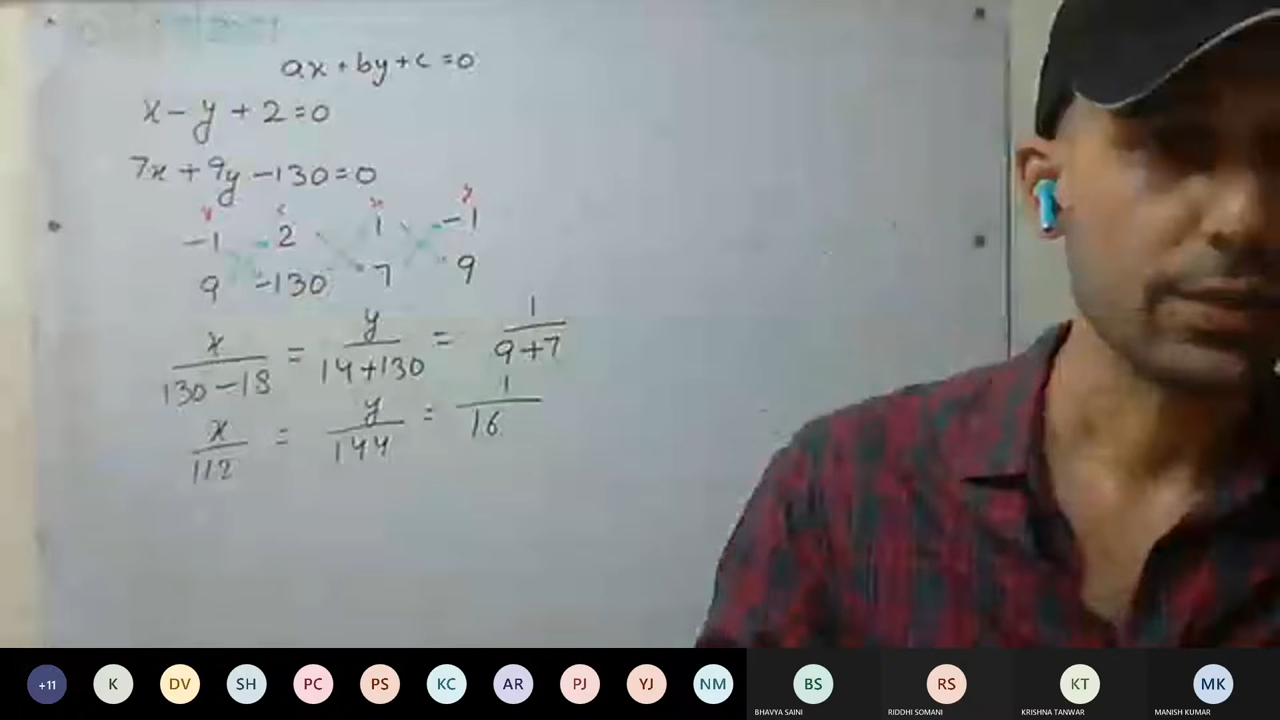 ax + by + c = 0
x - y + 2 = 0
7x + 9y - 130 = 0
-1 2 1 -1
9 -130 7 9
x/130-18 = y/14+130 = 1/9+7
x/112 = y/144 = 1/16
+11 K DV SH PC PS KC AR PJ YJ NM BS RS KT MK
BHAVYA SAINI RIDDHI SOMANI KRISHNA TANWAR MANISH KUMAR